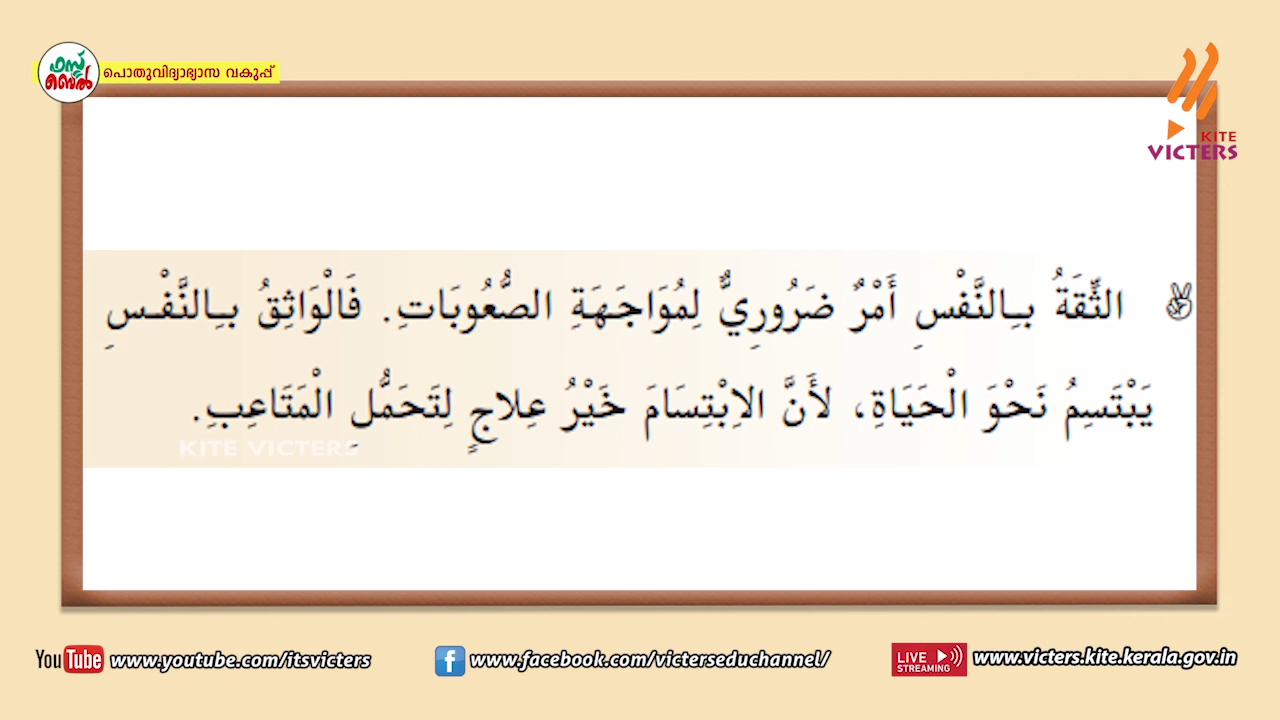 ഫസ്റ്റ്
ബെൽ
പൊതുവിദ്യാഭ്യാസ വകുപ്പ്
KITE
VICTERS
الثِّقَةُ بِالنَّفْسِ أَمْرٌ ضَرُورِيٌّ لِمُوَاجَهَةِ الصُّعُوبَاتِ. فَالْوَاثِقُ بِالنَّفْسِ
يَبْتَسِمُ نَحْوَ الْحَيَاةِ، لأَنَّ الاِبْتِسَامَ خَيْرُ عِلاجٍ لِتَحَمُّلِ الْمَتَاعِبِ.
KITE VICTERS
YouTube www.youtube.com/itsvicters
f www.facebook.com/victerseduchannel/
LIVE STREAMING www.victers.kite.kerala.gov.in